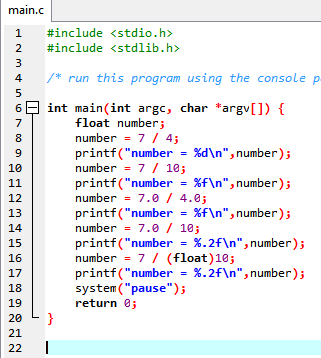 main.c
1 #include <stdio.h>
2 #include <stdlib.h>
3
4 /* run this program using the console p
5
6 int main(int argc, char *argv[]) {
7 float number;
8 number = 7 / 4;
9 printf("number = %d\n",number);
10 number = 7 / 10;
11 printf("number = %f\n",number);
12 number = 7.0 / 4.0;
13 printf("number = %f\n",number);
14 number = 7.0 / 10;
15 printf("number = %.2f\n",number);
16 number = 7 / (float)10;
17 printf("number = %.2f\n",number);
18 system("pause");
19 return 0;
20 }
21
22